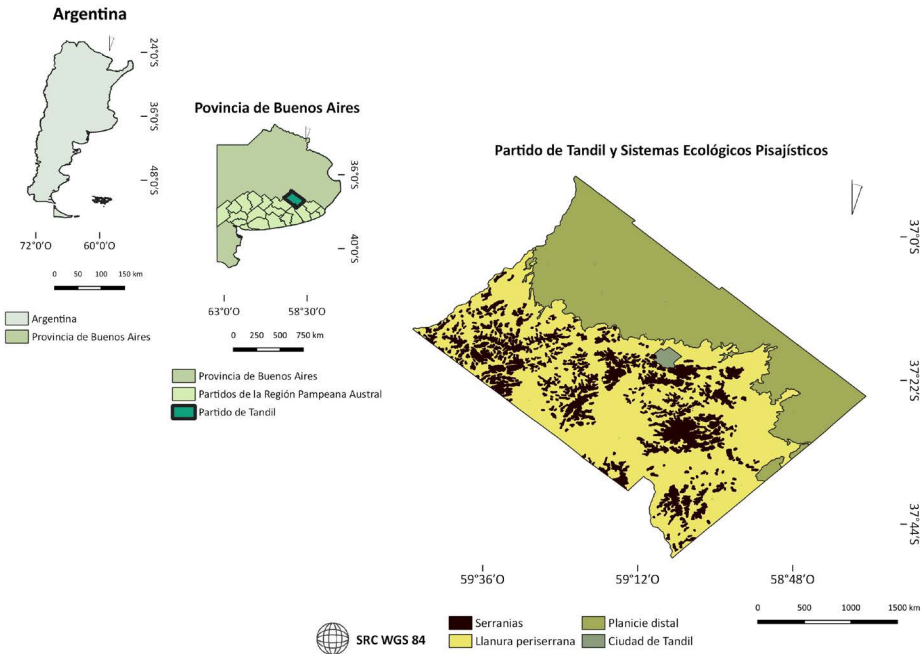 Argentina
24°0'S
36°0'S
48°0'S
72°0'O 60°0'O
0 50 100 150 km
Argentina
Provincia de Buenos Aires
Povincia de Buenos Aires
36°0'S
40°0'S
63°0'O 58°30'O
0 250 500 750 km
Provincia de Buenos Aires
Partidos de la Región Pampeana Austral
Partido de Tandil
Partido de Tandil y Sistemas Ecológicos Pisajísticos
37°0'S
37°22'S
37°44'S
59°36'O 59°12'O 58°48'O
0 500 1000 1500 km
SRC WGS 84
Serranias
Llanura periserrana
Planicie distal
Ciudad de Tandil